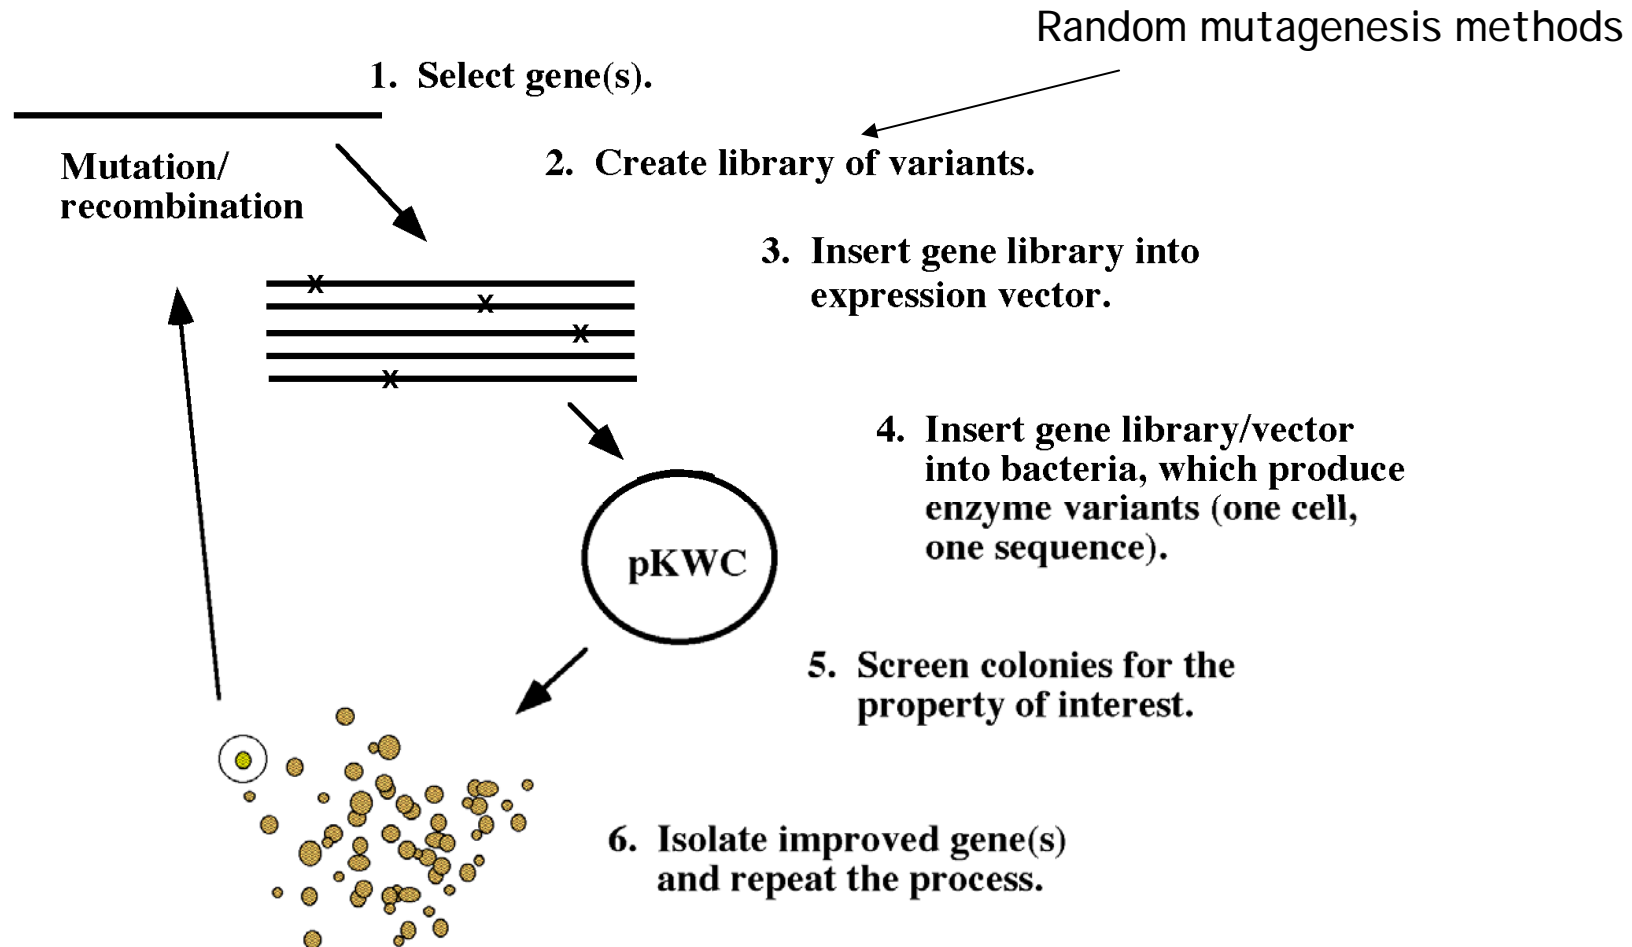 Random mutagenesis methods
1. Select gene(s).
Mutation/
recombination
2. Create library of variants.
3. Insert gene library into
expression vector.
x
x
x
x
4. Insert gene library/vector
into bacteria, which produce
enzyme variants (one cell,
one sequence).
pKWC
5. Screen colonies for the
property of interest.
6. Isolate improved gene(s)
and repeat the process.